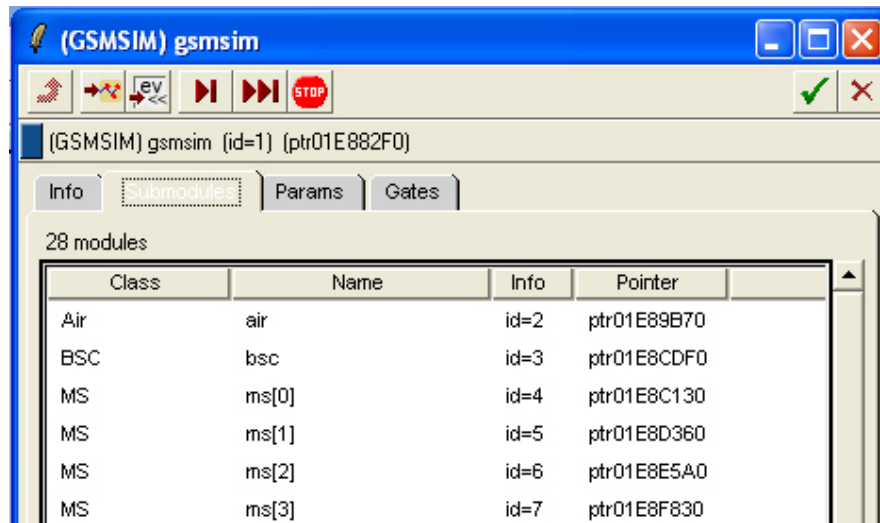 (GSMSIM) gsmsim
ev
<<
STOP
(GSMSIM) gsmsim (id=1) (ptr01E882F0)
Info Submodules Params Gates
28 modules
Class Name Info Pointer
Air air id=2 ptr01E89B70
BSC bsc id=3 ptr01E8CDF0
MS ms[0] id=4 ptr01E8C130
MS ms[1] id=5 ptr01E8D360
MS ms[2] id=6 ptr01E8E5A0
MS ms[3] id=7 ptr01E8F830